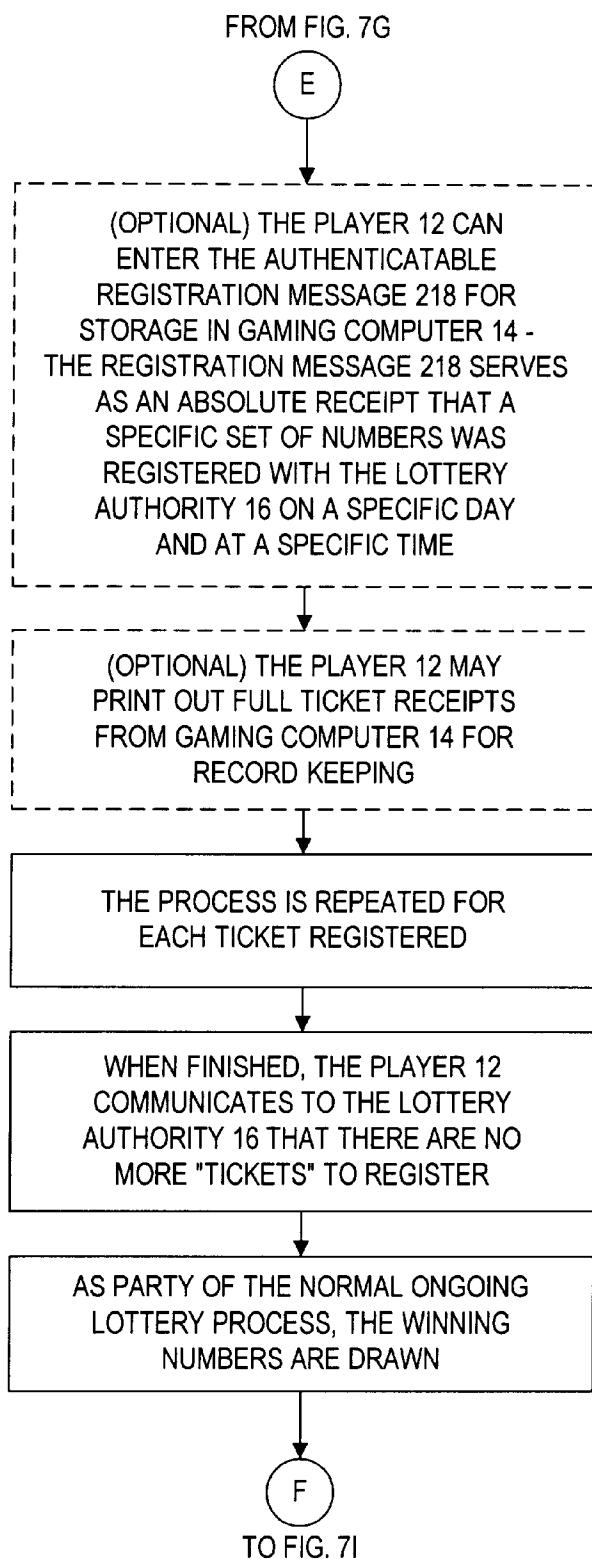 FROM FIG. 7G
E
(OPTIONAL) THE PLAYER 12 CAN
ENTER THE AUTHENTICATABLE
REGISTRATION MESSAGE 218 FOR
STORAGE IN GAMING COMPUTER 14 -
THE REGISTRATION MESSAGE 218 SERVES
AS AN ABSOLUTE RECEIPT THAT A
SPECIFIC SET OF NUMBERS WAS
REGISTERED WITH THE LOTTERY
AUTHORITY 16 ON A SPECIFIC DAY
AND AT A SPECIFIC TIME
(OPTIONAL) THE PLAYER 12 MAY
PRINT OUT FULL TICKET RECEIPTS
FROM GAMING COMPUTER 14 FOR
RECORD KEEPING
THE PROCESS IS REPEATED FOR
EACH TICKET REGISTERED
WHEN FINISHED, THE PLAYER 12
COMMUNICATES TO THE LOTTERY
AUTHORITY 16 THAT THERE ARE NO
MORE "TICKETS" TO REGISTER
AS PARTY OF THE NORMAL ONGOING
LOTTERY PROCESS, THE WINNING
NUMBERS ARE DRAWN
F
TO FIG. 7I